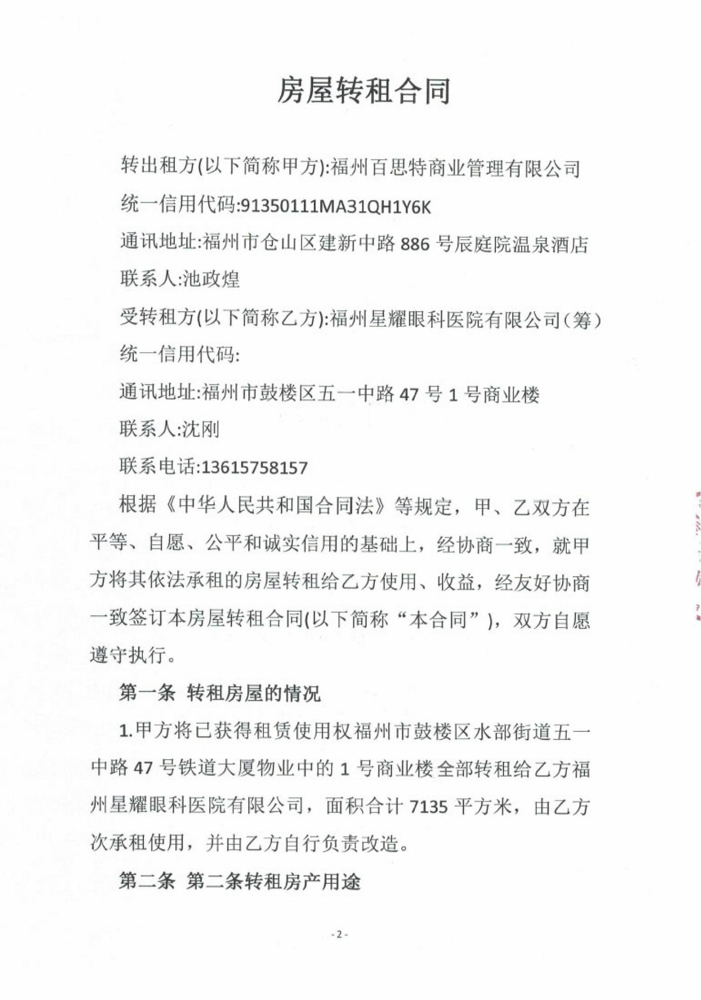 房屋转租合同
转出租方(以下简称甲方):福州百思特商业管理有限公司
统一信用代码:91350111MA31QH1Y6K
通讯地址:福州市仓山区建新中路 886 号辰庭院温泉酒店
联系人:池政煌
受转租方(以下简称乙方):福州星耀眼科医院有限公司（筹）
统一信用代码:
通讯地址:福州市鼓楼区五一中路 47 号 1 号商业楼
联系人:沈刚
联系电话:13615758157
根据《中华人民共和国合同法》等规定，甲、乙双方在
平等、自愿、公平和诚实信用的基础上，经协商一致，就甲
方将其依法承租的房屋转租给乙方使用、收益，经友好协商
一致签订本房屋转租合同(以下简称“本合同”)，双方自愿
遵守执行。
第一条 转租房屋的情况
1.甲方将已获得租赁使用权福州市鼓楼区水部街道五一
中路 47 号铁道大厦物业中的 1 号商业楼全部转租给乙方福
州星耀眼科医院有限公司，面积合计 7135 平方米，由乙方
次承租使用，并由乙方自行负责改造。
第二条 第二条转租房产用途
- 2 -